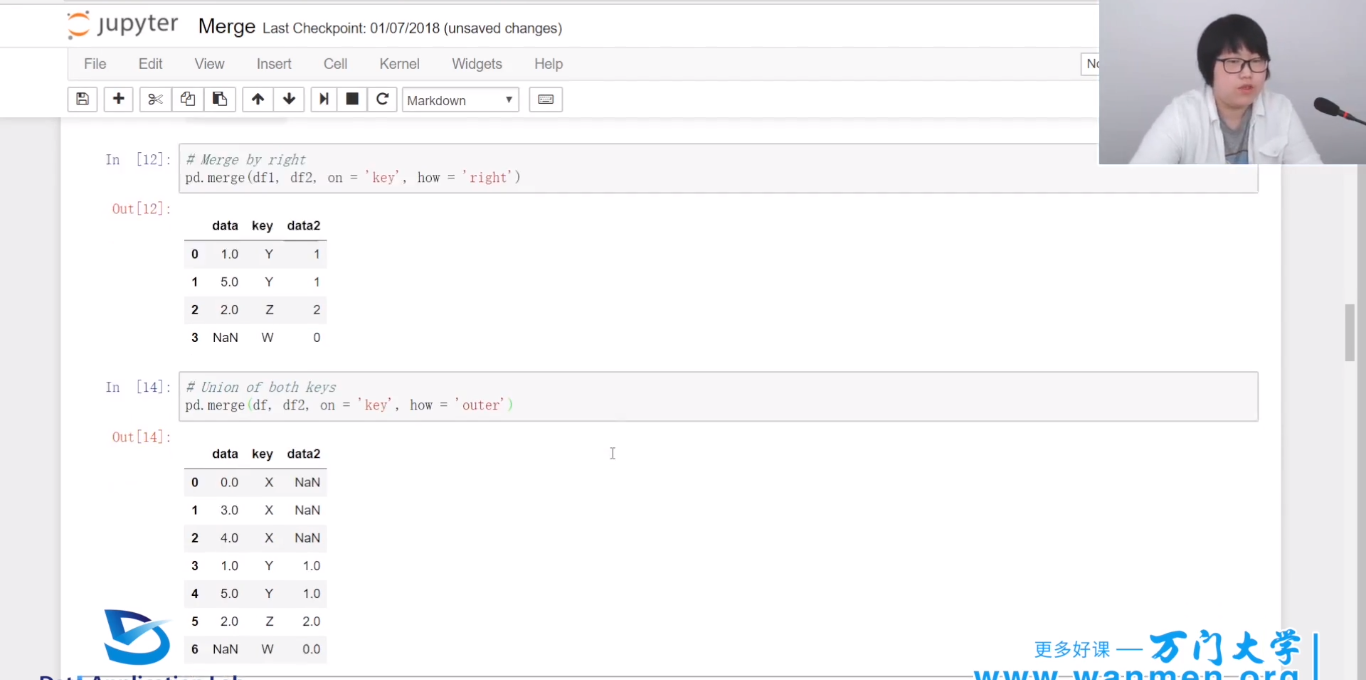 jupyter Merge Last Checkpoint: 01/07/2018 (unsaved changes)
File Edit View Insert Cell Kernel Widgets Help
Markdown
In [12]:
# Merge by right
pd.merge(df1, df2, on = 'key', how = 'right')
Out[12]:
data key data2
0 1.0 Y 1
1 5.0 Y 1
2 2.0 Z 2
3 NaN W 0
In [14]:
# Union of both keys
pd.merge(df, df2, on = 'key', how = 'outer')
Out[14]:
data key data2
0 0.0 X NaN
1 3.0 X NaN
2 4.0 X NaN
3 1.0 Y 1.0
4 5.0 Y 1.0
5 2.0 Z 2.0
6 NaN W 0.0
更多好课 — 万门大学
www.wanmen.org
Application Lab